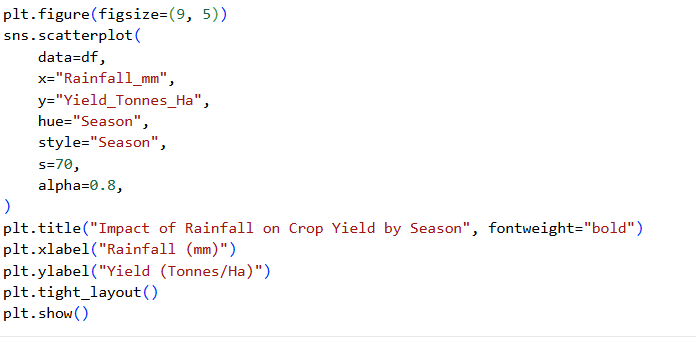 plt.figure(figsize=(9, 5))
sns.scatterplot(
    data=df,
    x="Rainfall_mm",
    y="Yield_Tonnes_Ha",
    hue="Season",
    style="Season",
    s=70,
    alpha=0.8,
)
plt.title("Impact of Rainfall on Crop Yield by Season", fontweight="bold")
plt.xlabel("Rainfall (mm)")
plt.ylabel("Yield (Tonnes/Ha)")
plt.tight_layout()
plt.show()